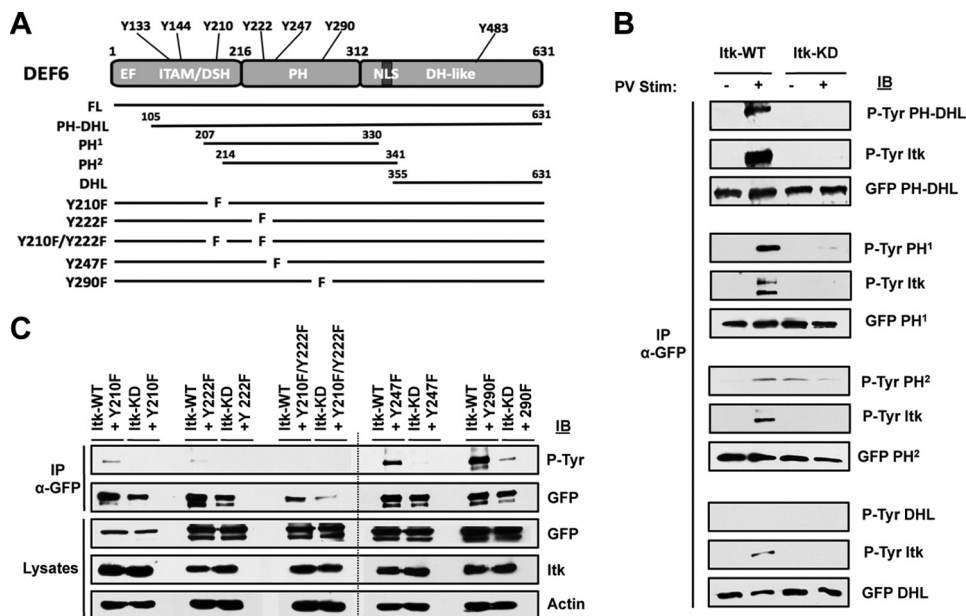 A
Y133 Y144 Y210 Y222 Y247 Y290 Y483
1 216 312 631
DEF6 EF ITAM/DSH PH NLS DH-like
FL
PH-DHL 105 631
PH1 207 330
PH2 214 341
DHL 355 631
Y210F F
Y222F F
Y210F/Y222F F F
Y247F F
Y290F F
B
Itk-WT Itk-KD
PV Stim: - + - + IB
P-Tyr PH-DHL
P-Tyr Itk
GFP PH-DHL
P-Tyr PH1
P-Tyr Itk
GFP PH1
IP
α-GFP
P-Tyr PH2
P-Tyr Itk
GFP PH2
P-Tyr DHL
P-Tyr Itk
GFP DHL
C
Itk-WT
+ Y210F
Itk-KD
+ Y210F
Itk-WT
+ Y222F
Itk-KD
+Y 222F
Itk-WT
+ Y210F/Y222F
Itk-KD
+ Y210F/Y222F
Itk-WT
+ Y247F
Itk-KD
+ Y247F
Itk-WT
+ Y290F
Itk-KD
+ 290F
IB
IP
α-GFP
P-Tyr
GFP
Lysates
GFP
Itk
Actin